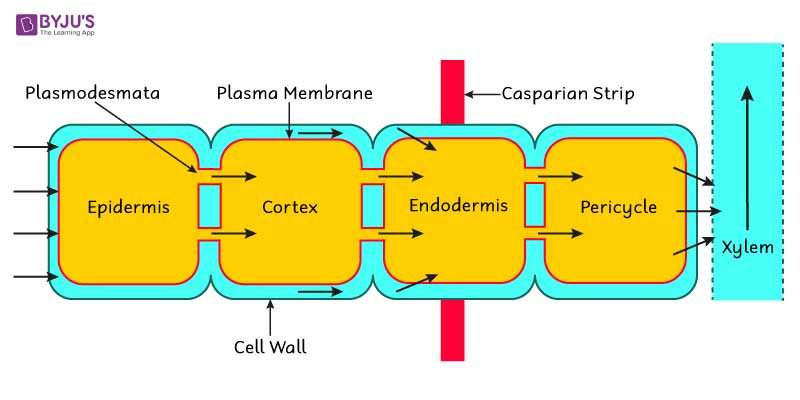 BYJU'S
The Learning App
Plasmodesmata
Plasma Membrane
Casparian Strip
Epidermis
Cortex
Endodermis
Pericycle
Xylem
Cell Wall